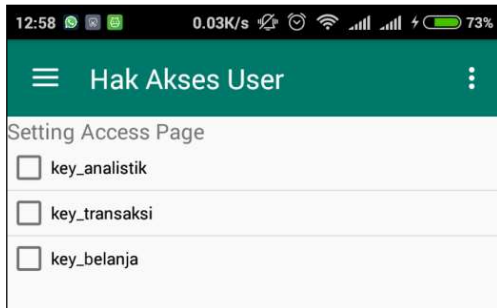 12:58 0.03K/s 73%
Hak Akses User
Setting Access Page
key_analistik
key_transaksi
key_belanja